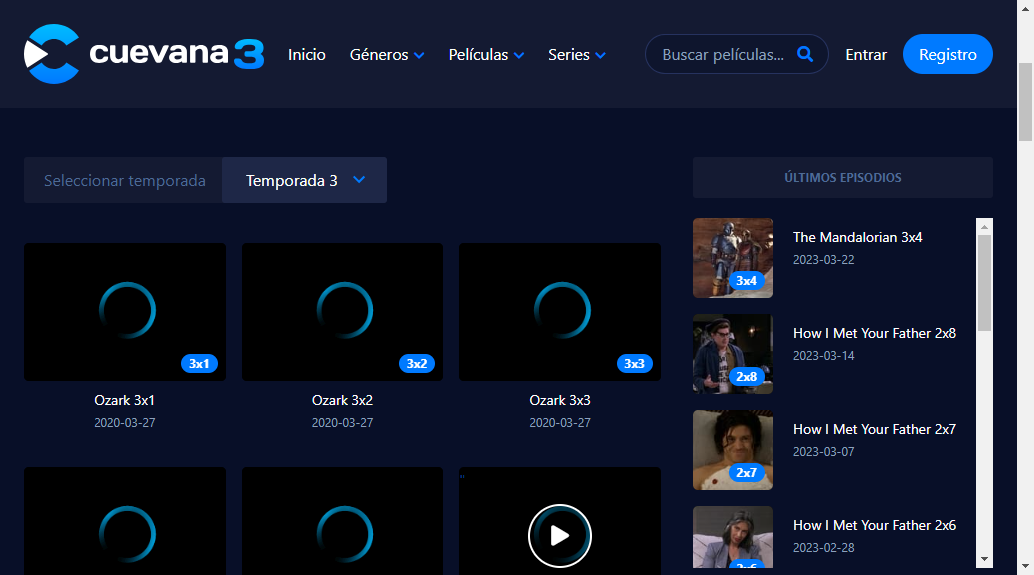 cuevana 3
Inicio
Géneros
Películas
Series
Buscar películas...
Entrar
Registro
Seleccionar temporada
Temporada 3
3x1
Ozark 3x1
2020-03-27
3x2
Ozark 3x2
2020-03-27
3x3
Ozark 3x3
2020-03-27
ÚLTIMOS EPISODIOS
3x4
The Mandalorian 3x4
2023-03-22
2x8
How I Met Your Father 2x8
2023-03-14
2x7
How I Met Your Father 2x7
2023-03-07
2x6
How I Met Your Father 2x6
2023-02-28